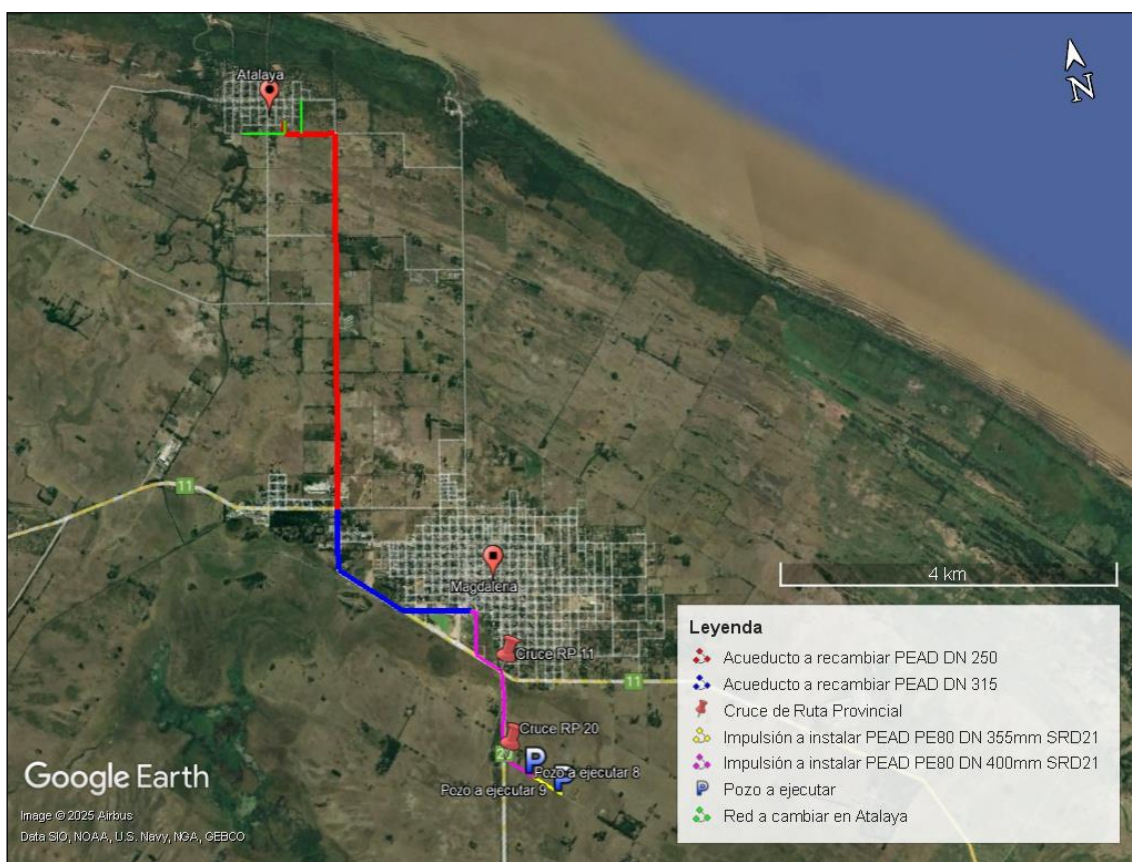 N
Atalaya
11
Magdalena
4 km
Cruce RP 11
11
Cruce RP 20
Pozo a ejecutar 8
Pozo a ejecutar 9
Leyenda
Acueducto a recambiar PEAD DN 250
Acueducto a recambiar PEAD DN 315
Cruce de Ruta Provincial
Impulsión a instalar PEAD PE80 DN 355mm SRD21
Impulsión a instalar PEAD PE80 DN 400mm SRD21
P Pozo a ejecutar
Red a cambiar en Atalaya
Google Earth
Image © 2025 Airbus
Data SIO, NOAA, U.S. Navy, NGA, GEBCO